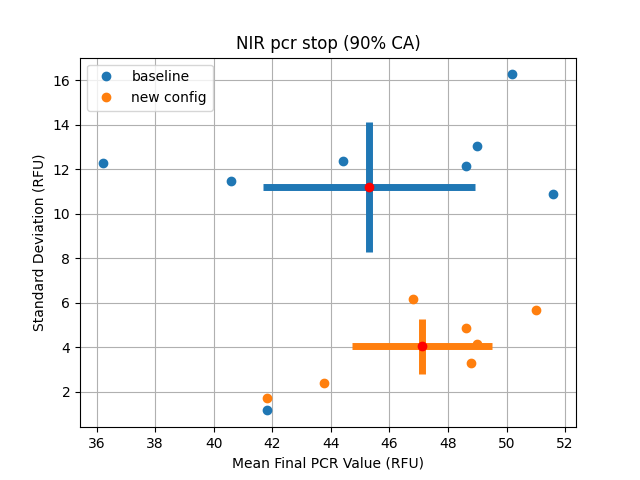 NIR pcr stop (90% CA)
baseline
new config
Standard Deviation (RFU)
16
14
12
10
8
6
4
2
36 38 40 42 44 46 48 50 52
Mean Final PCR Value (RFU)